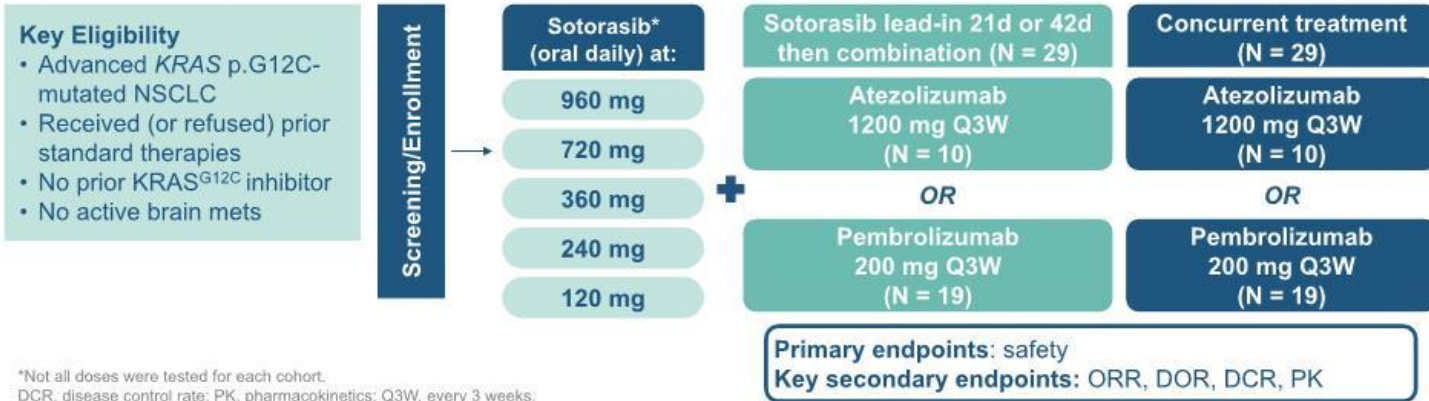 Key Eligibility
• Advanced KRAS p.G12C-
mutated NSCLC
• Received (or refused) prior
standard therapies
• No prior KRASG12C inhibitor
• No active brain mets
Screening/Enrollment
Sotorasib*
(oral daily) at:
960 mg
720 mg
360 mg
240 mg
120 mg
+
Sotorasib lead-in 21d or 42d
then combination (N = 29)
Atezolizumab
1200 mg Q3W
(N = 10)
OR
Pembrolizumab
200 mg Q3W
(N = 19)
Concurrent treatment
(N = 29)
Atezolizumab
1200 mg Q3W
(N = 10)
OR
Pembrolizumab
200 mg Q3W
(N = 19)
Primary endpoints: safety
Key secondary endpoints: ORR, DOR, DCR, PK
*Not all doses were tested for each cohort.
DCR, disease control rate; PK, pharmacokinetics; Q3W, every 3 weeks.